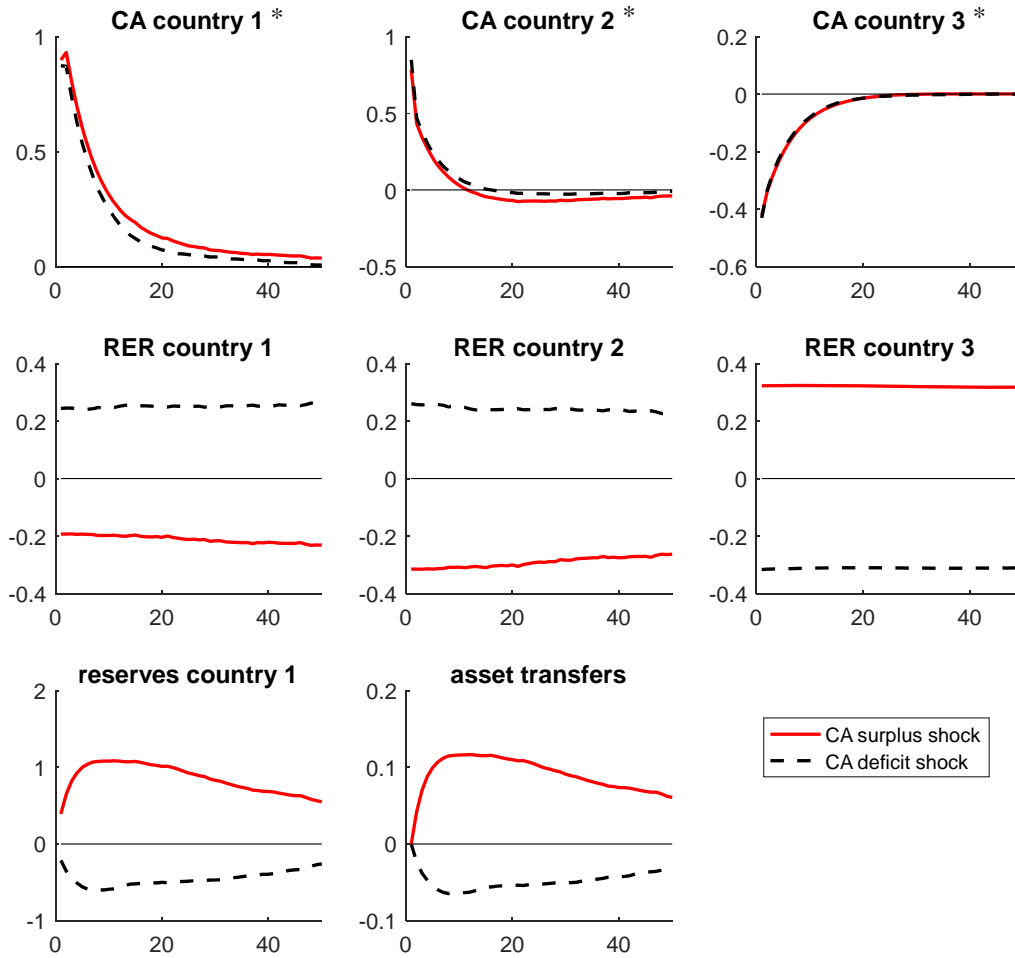 CA country 1 *
CA country 2 *
CA country 3 *
1
0.5
0
0 20 40
1
0.5
0
-0.5
0 20 40
0.2
0
-0.2
-0.4
-0.6
0 20 40
RER country 1
RER country 2
RER country 3
0.4
0.2
0
-0.2
-0.4
0 20 40
0.4
0.2
0
-0.2
-0.4
0 20 40
0.4
0.2
0
-0.2
-0.4
0 20 40
reserves country 1
asset transfers
2
1
0
-1
0 20 40
0.2
0.1
0
-0.1
0 20 40
CA surplus shock
CA deficit shock